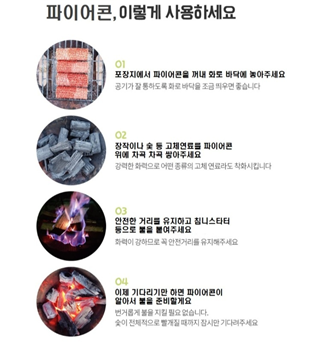 파이어콘, 이렇게 사용하세요
01
포장지에서 파이어콘을 꺼내 화로 바닥에 놓아주세요
공기가 잘 통하도록 화로 바닥을 조금 띄우면 좋습니다
02
장작이나 숯 등 고체연료를 파이어콘
위에 차곡 차곡 쌓아주세요
강력한 화력으로 어떤 종류의 고체 연료라도 착화시킵니다
03
안전한 거리를 유지하고 침니스타터
등으로 불을 붙여주세요
화력이 강하므로 꼭 안전거리를 유지해주세요
04
이제 기다리기만 하면 파이어콘이
알아서 불을 준비할게요
번거롭게 불을 지킬 필요 없습니다.
숯이 전체적으로 빨개질 때까지 잠시만 기다려주세요